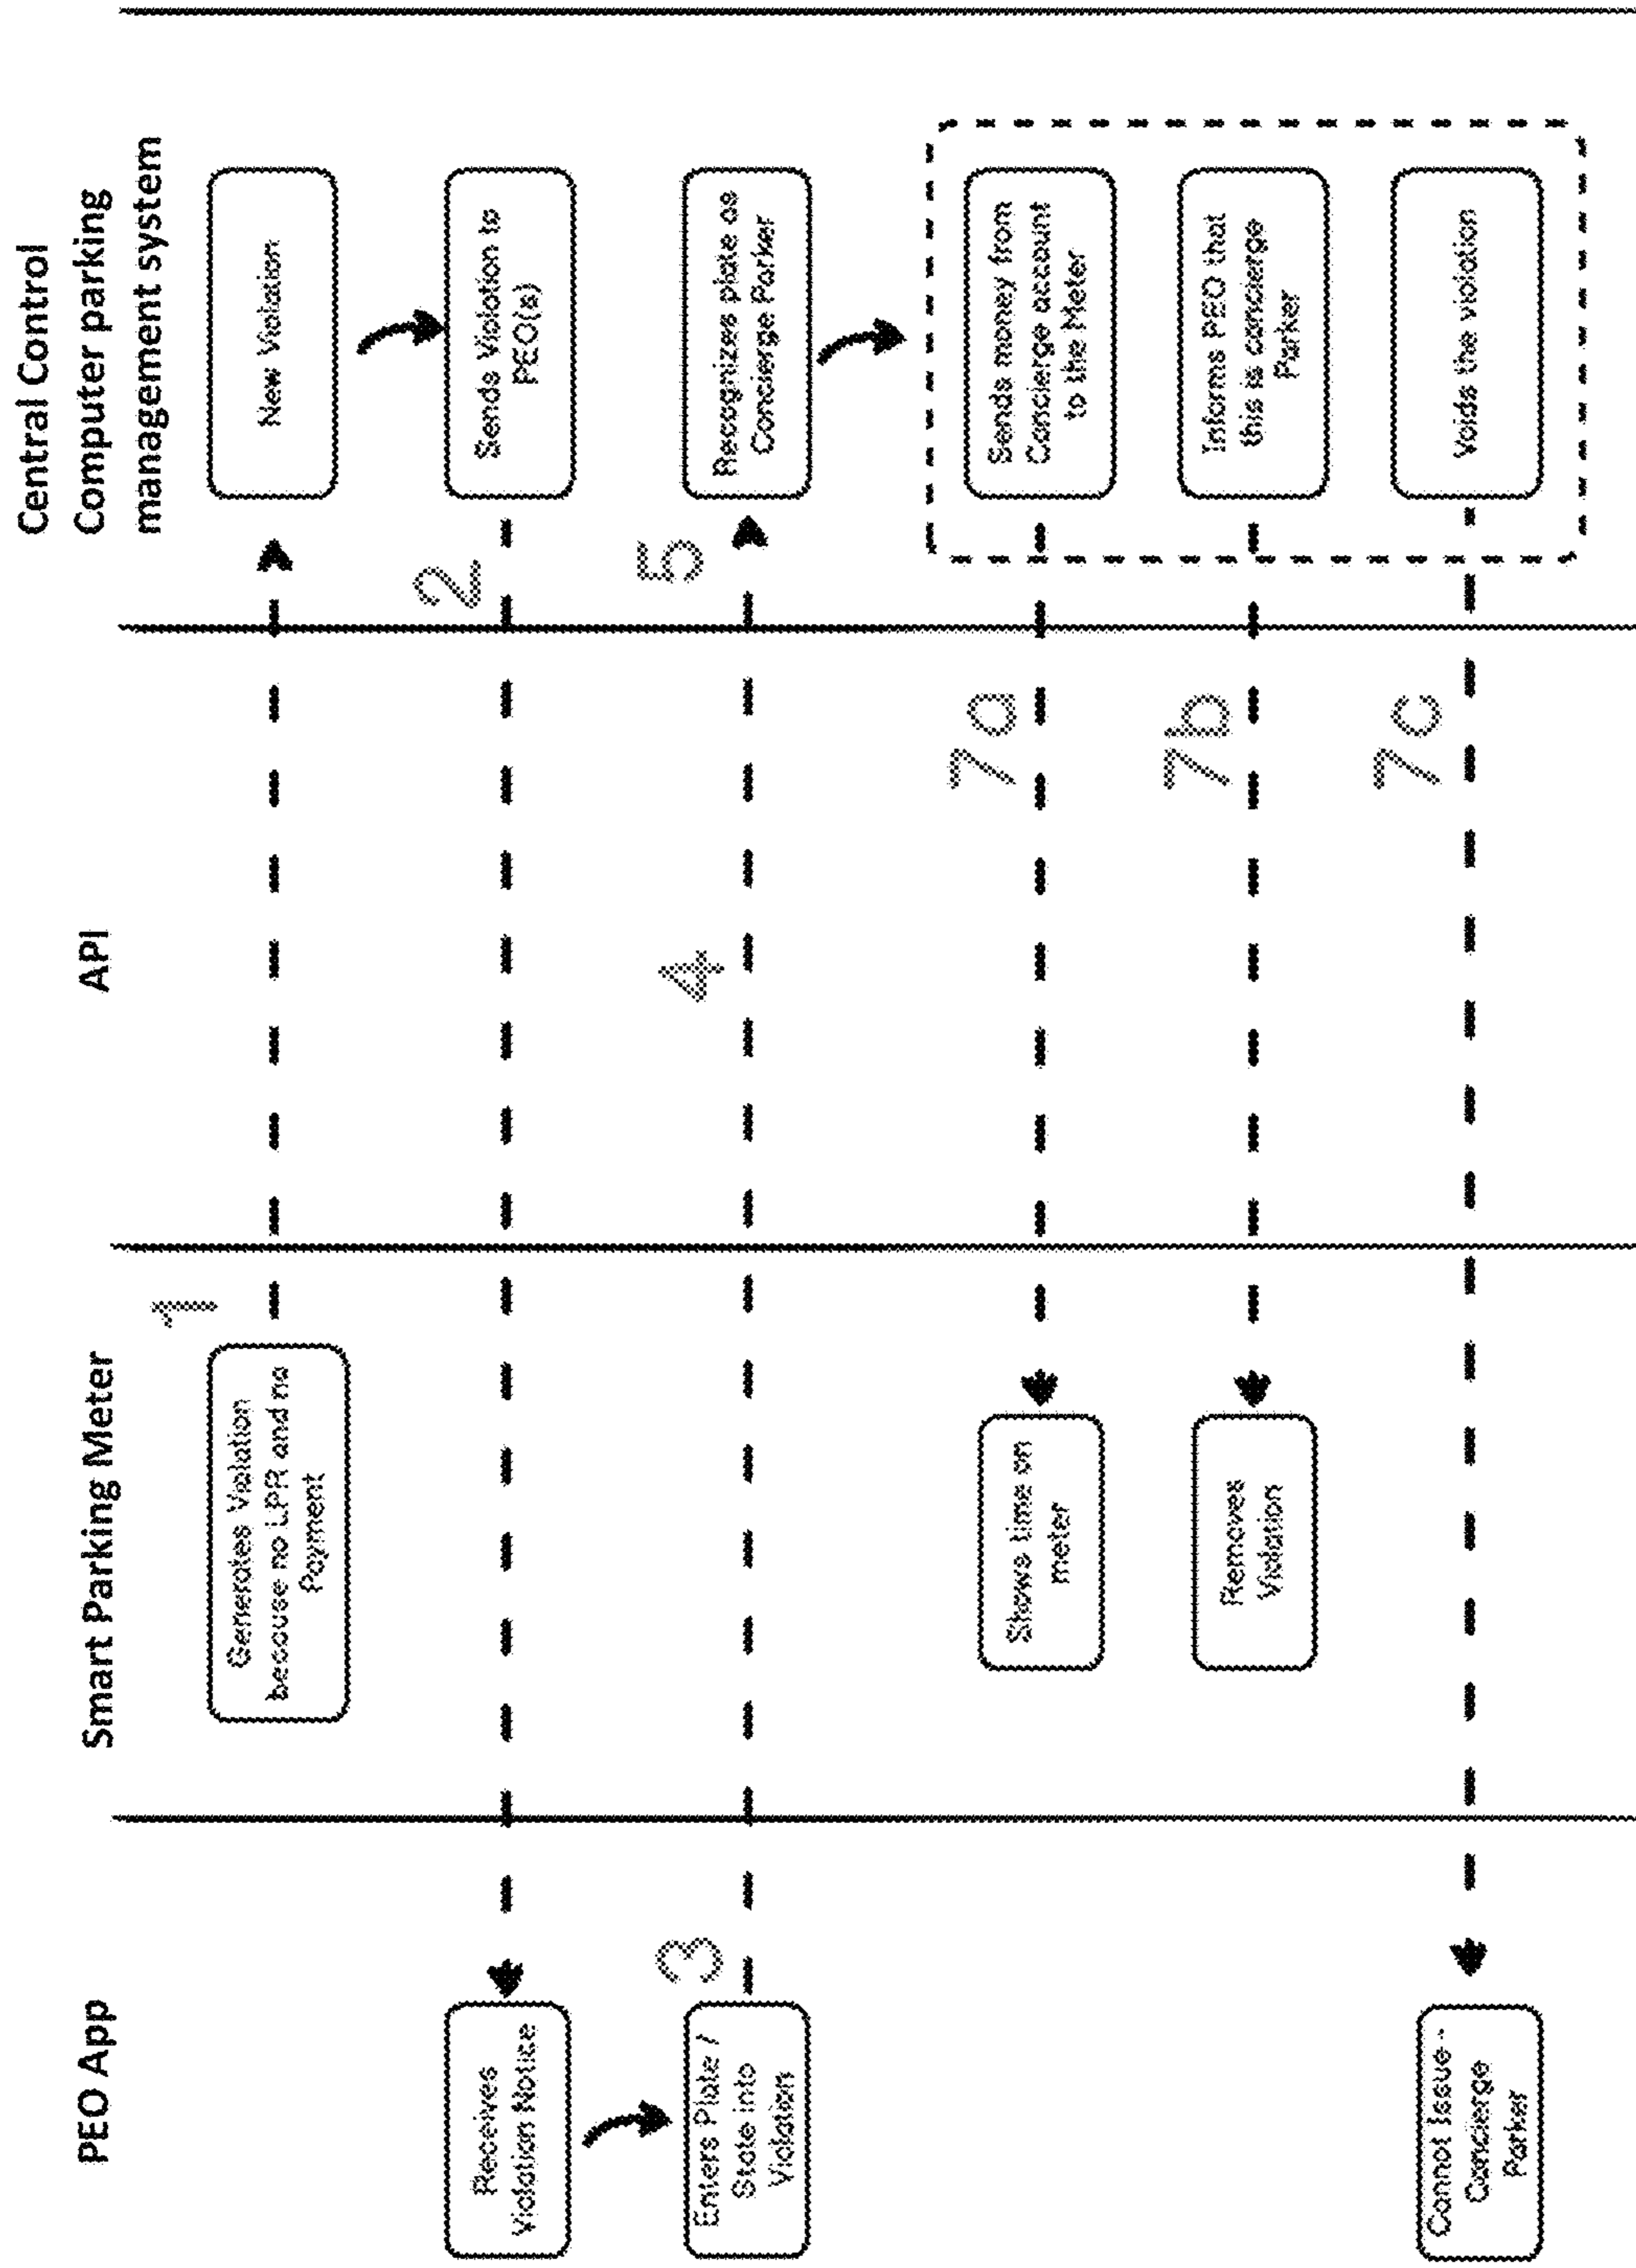 PEO App
Smart Parking Meter
API
Central Control
Computer parking
management system
Generates Violation
because no LPR and no
Payment
1
New Violation
Receives
Violation Notice
2
Sends Violation to
PEO(s)
Enters Plate /
State into
Violation
3
4
5
Recognizes plate as
Concierge Parker
Shows time on
meter
7a
Sends money from
Concierge account
to the Meter
Removes
Violation
7b
Informs PEO that
this is concierge
Parker
Cannot Issue--
Concierge
Parker
7c
Voids the violation